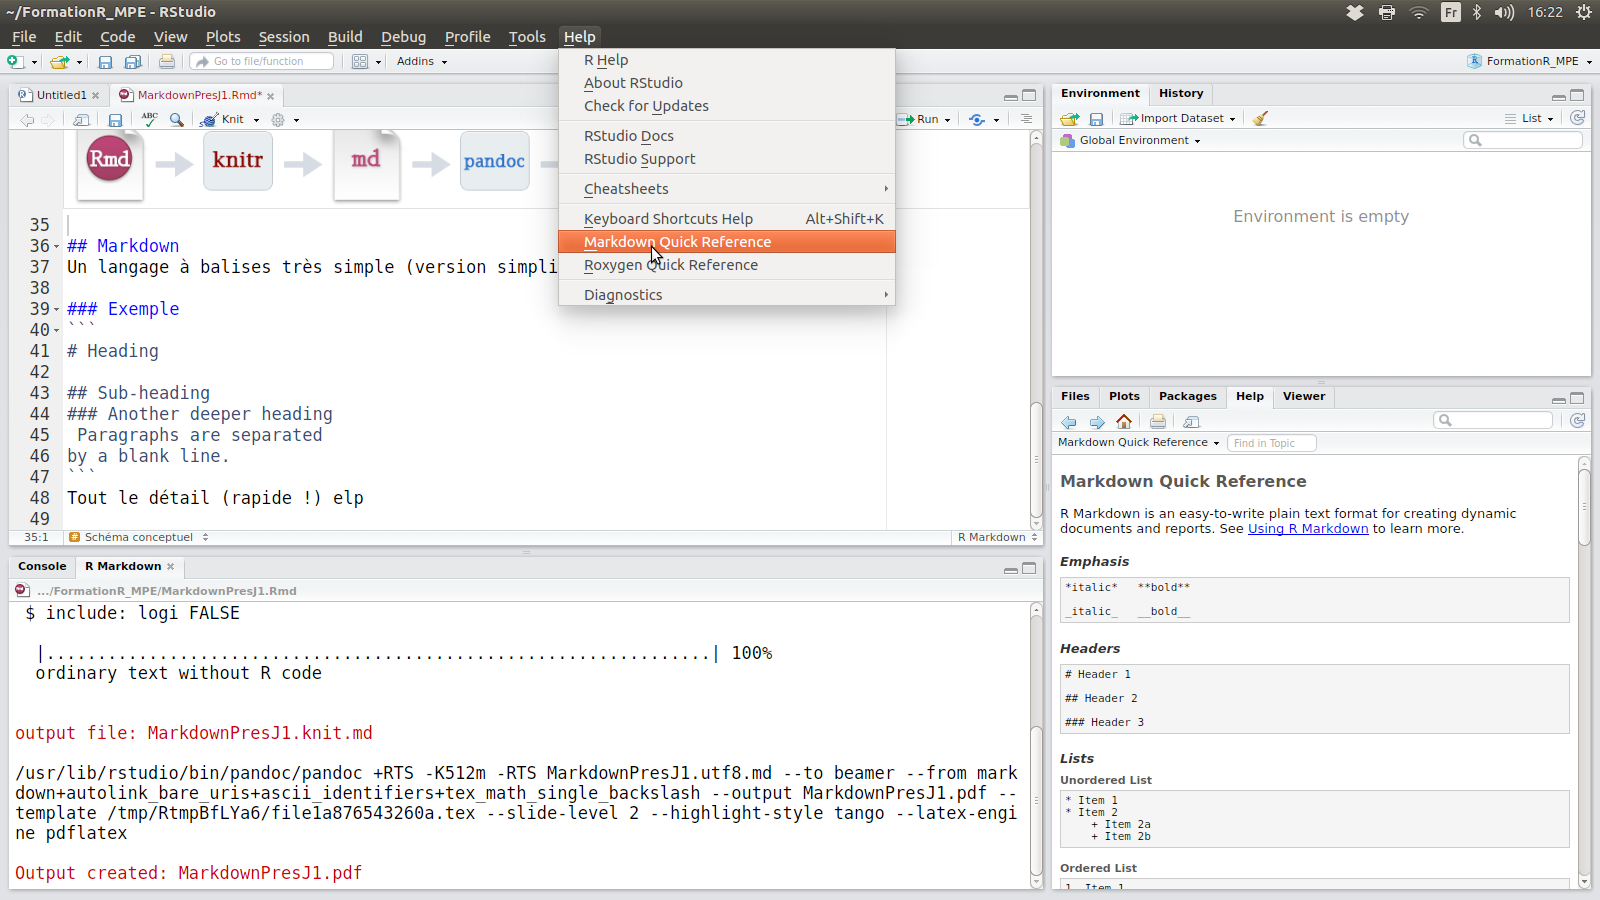 ~/FormationR_MPE - RStudio
Fr
16:22
File Edit Code View Plots Session Build Debug Profile Tools Help
Go to file/function
Addins
FormationR_MPE
R Help
About RStudio
Check for Updates
RStudio Docs
RStudio Support
Cheatsheets
Keyboard Shortcuts Help Alt+Shift+K
Markdown Quick Reference
Roxygen Quick Reference
Diagnostics
Untitled1
MarkdownPresJ1.Rmd*
ABC
Knit
Run
Rmd
knitr
md
pandoc
35
36 ## Markdown
37 Un langage à balises très simple (version simpli
38
39 ### Exemple
40 ```
41 # Heading
42
43 ## Sub-heading
44 ### Another deeper heading
45 Paragraphs are separated
46 by a blank line.
47 ```
48 Tout le détail (rapide !) elp
49
35:1 # Schéma conceptuel R Markdown
Console R Markdown
.../FormationR_MPE/MarkdownPresJ1.Rmd
$ include: logi FALSE
|.................................................................| 100%
ordinary text without R code
output file: MarkdownPresJ1.knit.md
/usr/lib/rstudio/bin/pandoc/pandoc +RTS -K512m -RTS MarkdownPresJ1.utf8.md --to beamer --from mark
down+autolink_bare_uris+ascii_identifiers+tex_math_single_backslash --output MarkdownPresJ1.pdf --
template /tmp/RtmpBfLYa6/file1a876543260a.tex --slide-level 2 --highlight-style tango --latex-engi
ne pdflatex
Output created: MarkdownPresJ1.pdf
Environment History
Import Dataset
List
Global Environment
Environment is empty
Files Plots Packages Help Viewer
Markdown Quick Reference
Find in Topic
Markdown Quick Reference
R Markdown is an easy-to-write plain text format for creating dynamic
documents and reports. See Using R Markdown to learn more.
Emphasis
*italic* **bold**
_italic_ __bold__
Headers
# Header 1
## Header 2
### Header 3
Lists
Unordered List
* Item 1
* Item 2
+ Item 2a
+ Item 2b
Ordered List
1. Item 1